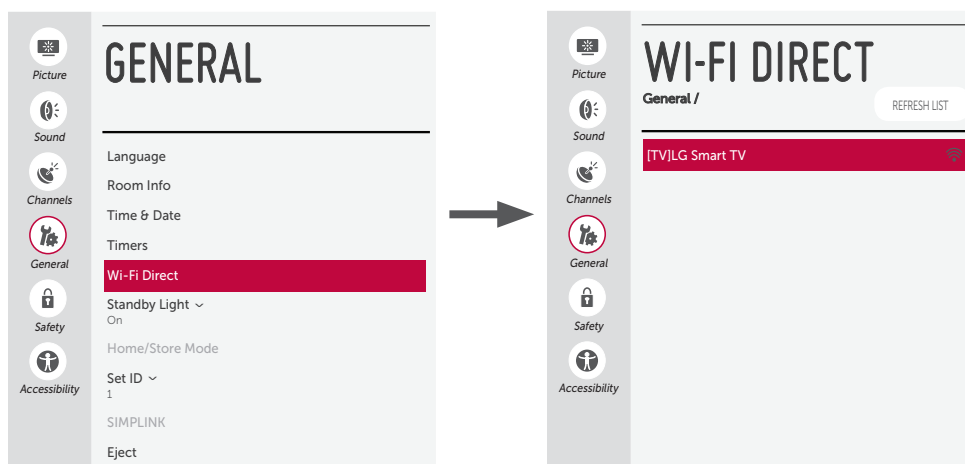 Picture
Sound
Channels
General
Safety
Accessibility
GENERAL
Language
Room Info
Time & Date
Timers
Wi-Fi Direct
Standby Light
On
Home/Store Mode
Set ID
1
SIMPLINK
Eject
Picture
Sound
Channels
General
Safety
Accessibility
WI-FI DIRECT
General /
REFRESH LIST
[TV]LG Smart TV